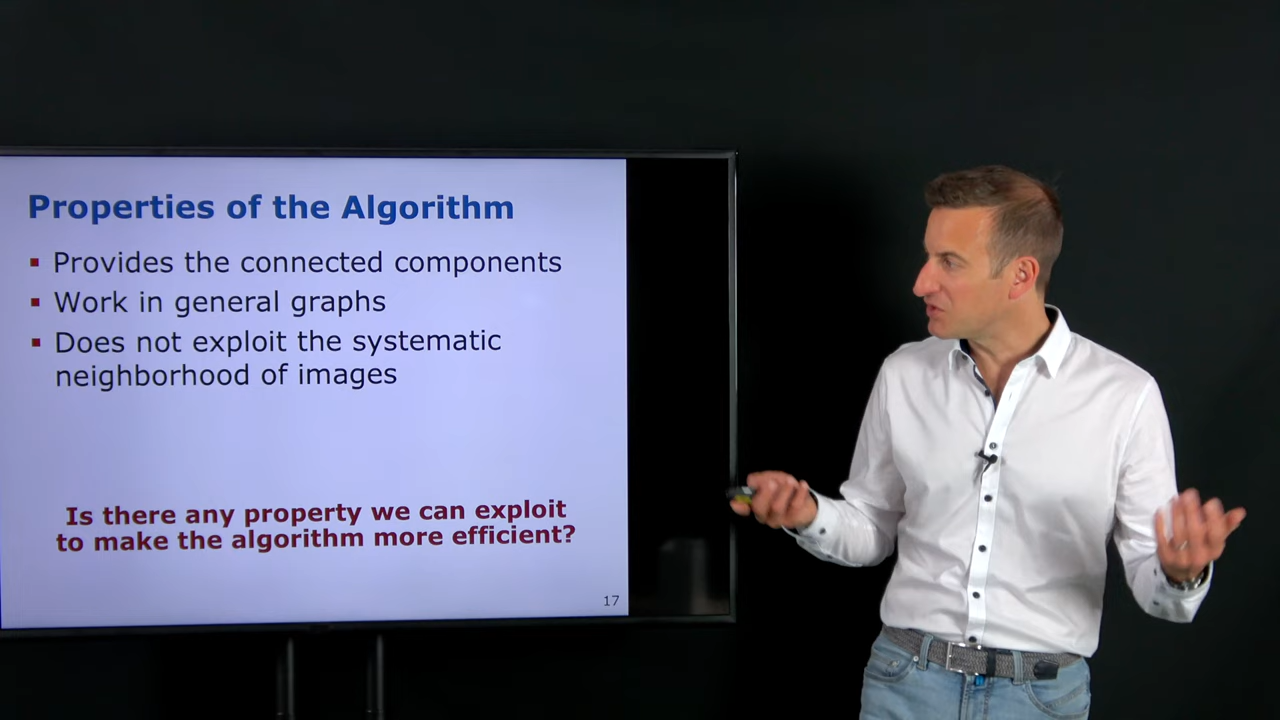 Properties of the Algorithm
▪ Provides the connected components
▪ Work in general graphs
▪ Does not exploit the systematic
neighborhood of images
Is there any property we can exploit
to make the algorithm more efficient?
17